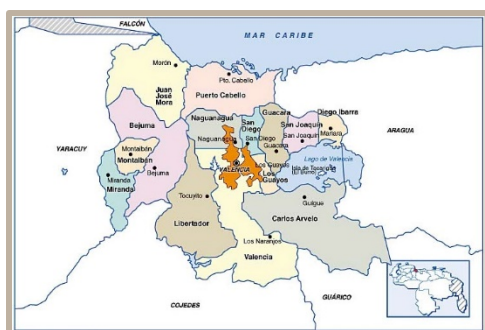 FALCÓN
MAR CARIBE
Morón
Pto. Cabello
Juan
José
Mora
Puerto Cabello
Guacara
Diego Ibarra
Naguanagua
San
Diego
San Joaquín
Mariara
ARAGUA
Bejuma
Naguanagua
San Diego
Guacara
San Joaquín
YARACUY
Montalbán
Montalbán
VALENCIA
Los Guayos
Los
Guayos
Lago de Valencia
Isla de Tacarigua
(El Burro)
Miranda
Miranda
Bejuma
Tocuyito
Güigüe
Libertador
Carlos Arvelo
Los Naranjos
Valencia
COJEDES
GUÁRICO